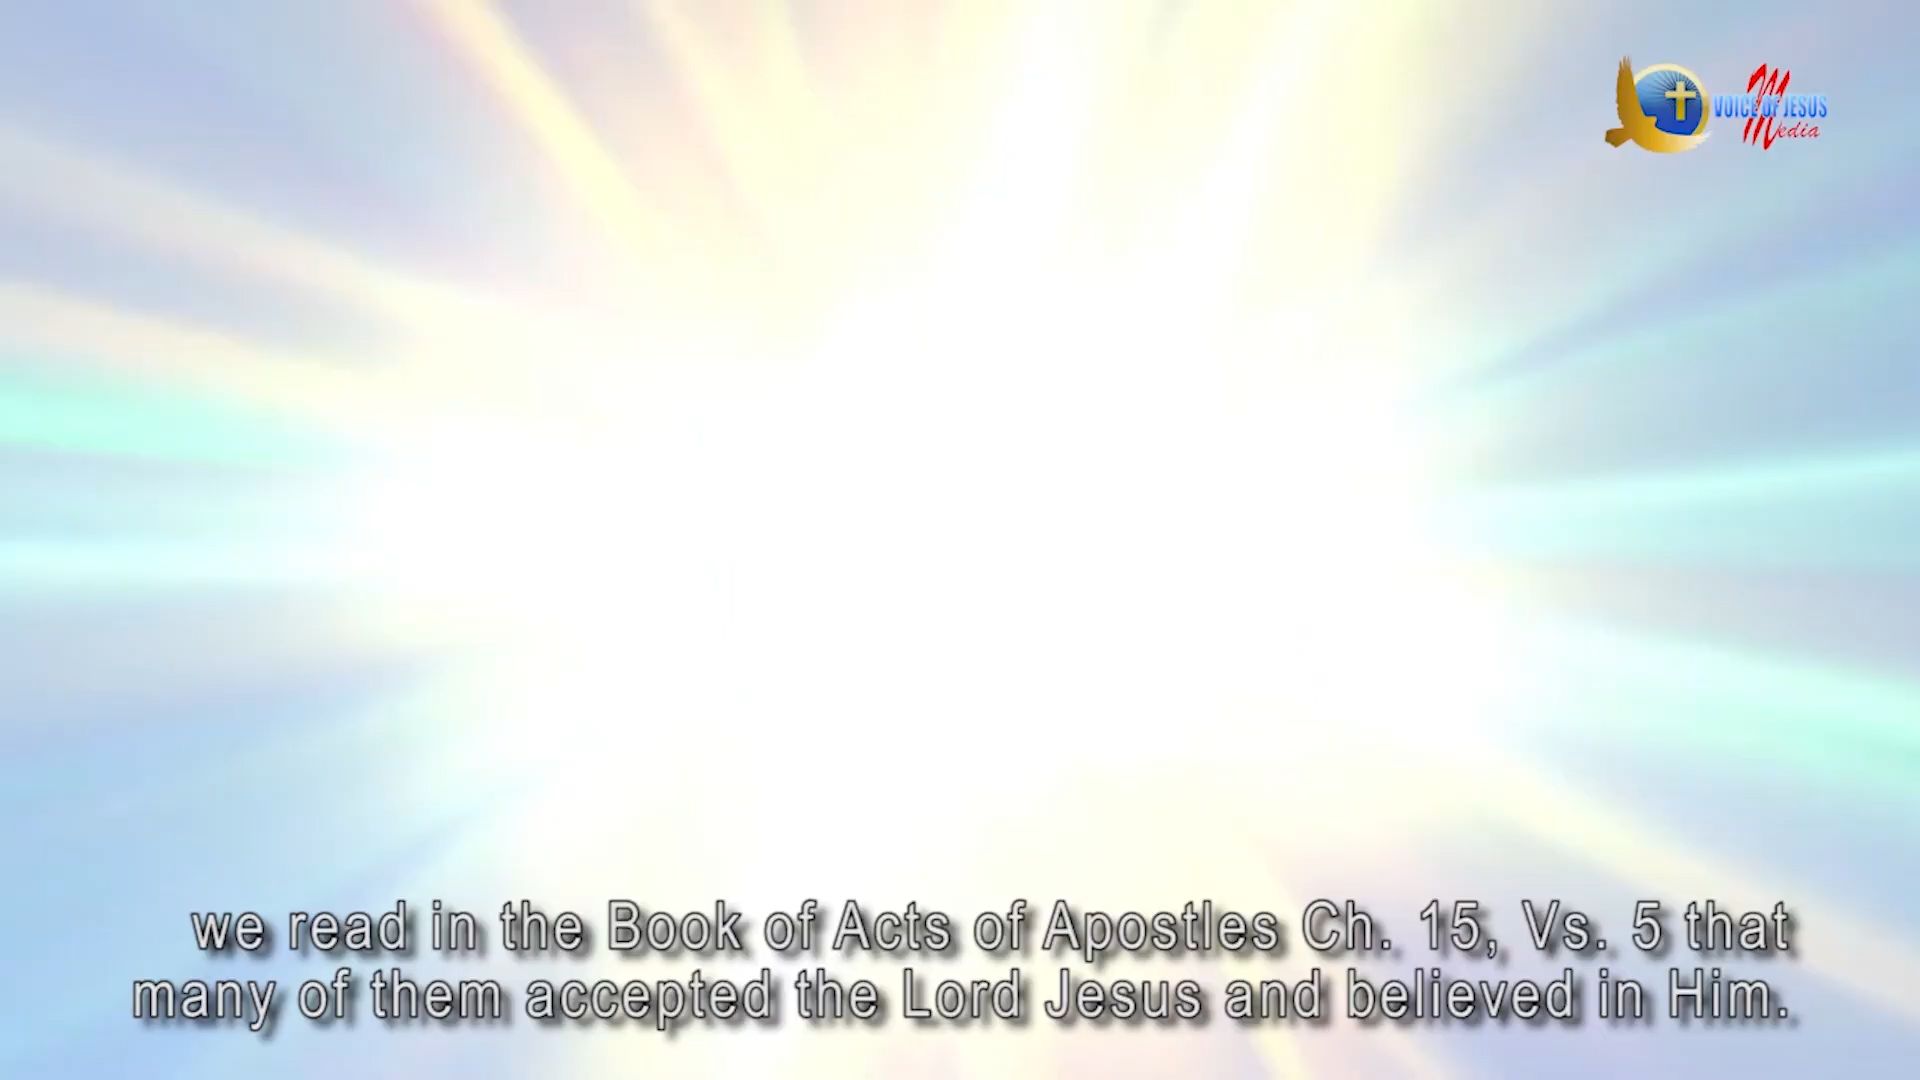 VOICE OF JESUS
Media
we read in the Book of Acts of Apostles Ch. 15, Vs. 5 that
many of them accepted the Lord Jesus and believed in Him.